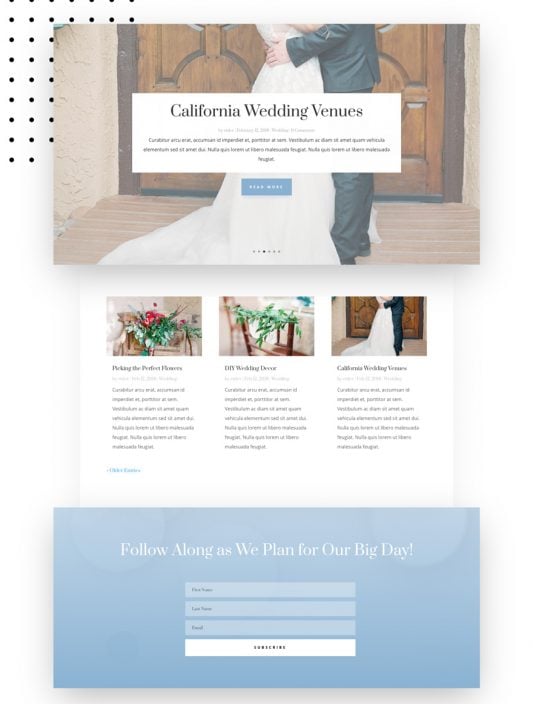 California Wedding Venues
by exler | February 12, 2018 | Wedding | 0 Comments
Curabitur arcu erat, accumsan id imperdiet et, porttitor at sem. Vestibulum ac diam sit amet quam vehicula
elementum sed sit amet dui. Nulla quis lorem ut libero malesuada feugiat. Nulla quis lorem ut libero malesuada
feugiat.
READ MORE
Picking the Perfect Flowers
Feb 12, 2018 | Wedding
Curabitur arcu erat, accumsan id
imperdiet et, porttitor at sem.
Vestibulum ac diam sit amet quam
vehicula elementum sed sit amet dui.
Nulla quis lorem ut libero malesuada
feugiat. Nulla quis lorem ut libero
malesuada feugiat.
DIY Wedding Decor
Feb 12, 2018 | Wedding
Curabitur arcu erat, accumsan id
imperdiet et, porttitor at sem.
Vestibulum ac diam sit amet quam
vehicula elementum sed sit amet dui.
Nulla quis lorem ut libero malesuada
feugiat. Nulla quis lorem ut libero
malesuada feugiat.
California Wedding Venues
Feb 12, 2018 | Wedding
Curabitur arcu erat, accumsan id
imperdiet et, porttitor at sem.
Vestibulum ac diam sit amet quam
vehicula elementum sed sit amet dui.
Nulla quis lorem ut libero malesuada
feugiat. Nulla quis lorem ut libero
malesuada feugiat.
« Older Entries
Follow Along as We Plan for Our Big Day!
First Name
Last Name
Email
SUBSCRIBE